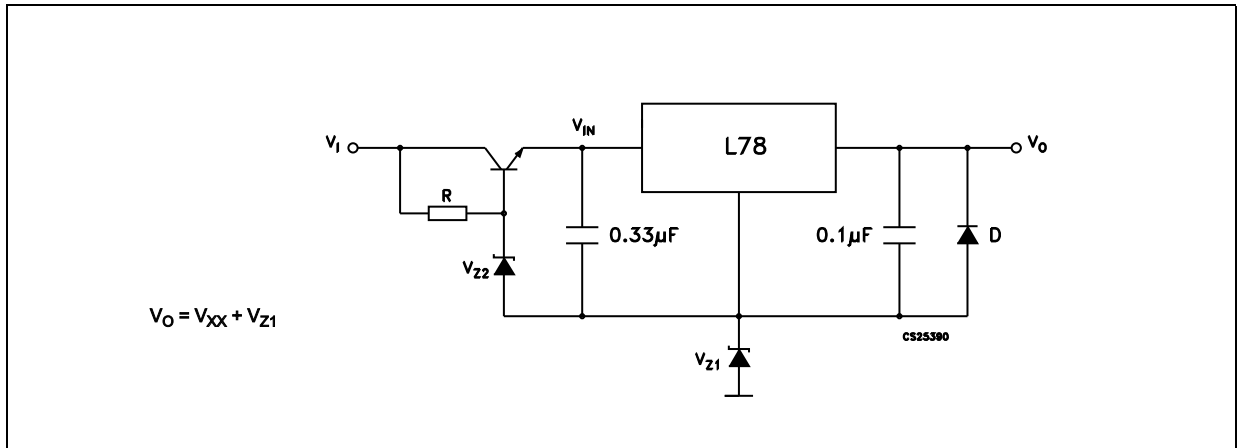 V_IN
V_I
L78
V_O
R
0.33µF
0.1µF
D
V_Z2
V_O = V_XX + V_Z1
CS25390
V_Z1